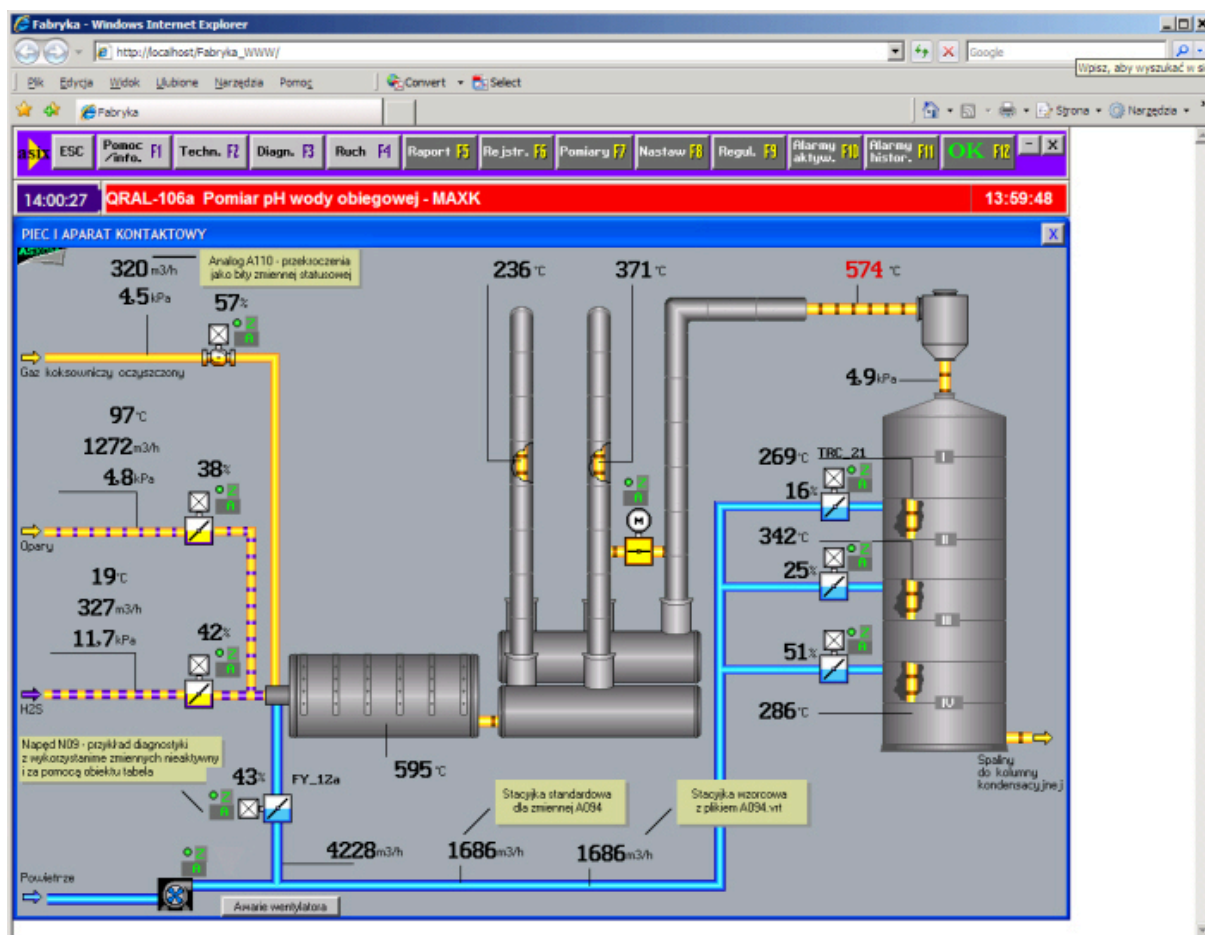 Fabryka - Windows Internet Explorer
http://localhost/Fabryka_WWW/
Google
Plik Edycja Widok Ulubione Narzędzia Pomoc Convert Select
Wpisz, aby wyszukać w si
Fabryka
Strona Narzędzia
asix ESC Pomoc /info. F1 Techn. F2 Diagn. F3 Ruch F4 Raport F5 Rejstr. F6 Pomiary F7 Nastaw F8 Regul. F9 Alarmy aktyw. F10 Alarmy histor. F11 OK F12
14:00:27 QRAL-106a Pomiar pH wody obiegowej - MAXK 13:59:48
PIEC I APARAT KONTAKTOWY X
320 m3/h
Analog A110 - przekroczenia
jako bity zmiennej statusowej
236 °C
371 °C
574 °C
4,5 kPa
57%
Z
A
Gaz koksowniczy oczyszczony
4,9 kPa
97 °C
1272 m3/h
4,8 kPa
38%
Z
A
Opary
269 °C TRC_21
16%
Z
A
Z
A
M
I
II
342 °C
25%
Z
A
19 °C
327 m3/h
11,7 kPa
42%
Z
A
H2S
III
51%
Z
A
286 °C
IV
Spaliny
do kolumny
kondensacyjnej
Napęd N09 - przykład diagnostyki
z wykorzystanime zmiennych nieaktywny
i za pomocą obiektu tabela
43% FY_12a
Z
A
595 °C
Stacyjka standardowa
dla zmiennej A094
Stacyjka wzorcowa
z plikiem A094.vrt
4228 m3/h
1686 m3/h
1686 m3/h
Z
A
Powietrze
Awarie wentylatora